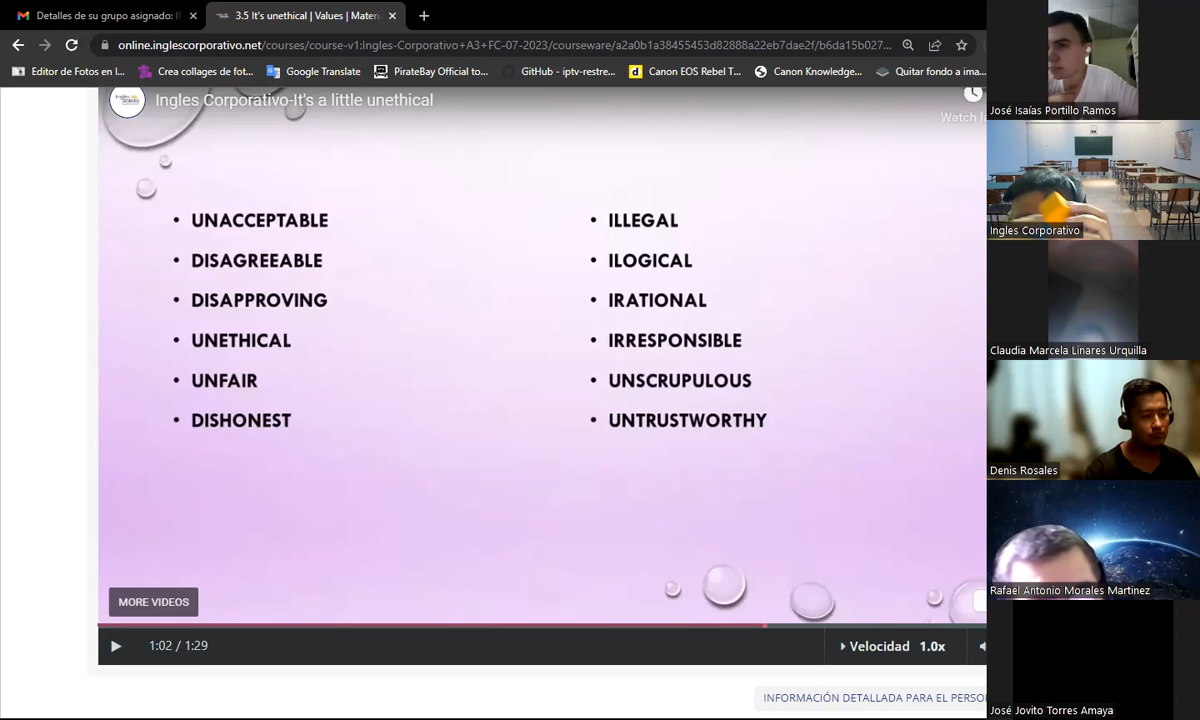 Detalles de su grupo asignado: I
3.5 It's unethical | Values | Mater
online.inglescorporativo.net/courses/course-v1:Ingles-Corporativo+A3+FC-07-2023/courseware/a2a0b1a38455453d82888a22eb7dae2f/b6da15b027...
Editor de Fotos en l...
Crea collages de fot...
Google Translate
PirateBay Official to...
GitHub - iptv-restre...
Canon EOS Rebel T...
Canon Knowledge...
Quitar fondo a ima...
Ingles Corporativo-It's a little unethical
Watch la
• UNACCEPTABLE
• DISAGREEABLE
• DISAPPROVING
• UNETHICAL
• UNFAIR
• DISHONEST
• ILLEGAL
• ILOGICAL
• IRATIONAL
• IRRESPONSIBLE
• UNSCRUPULOUS
• UNTRUSTWORTHY
MORE VIDEOS
1:02 / 1:29
Velocidad 1.0x
INFORMACIÓN DETALLADA PARA EL PERSO
José Isaías Portillo Ramos
Ingles Corporativo
Claudia Marcela Linares Urquilla
Denis Rosales
Rafael Antonio Morales Martinez
José Jovito Torres Amaya